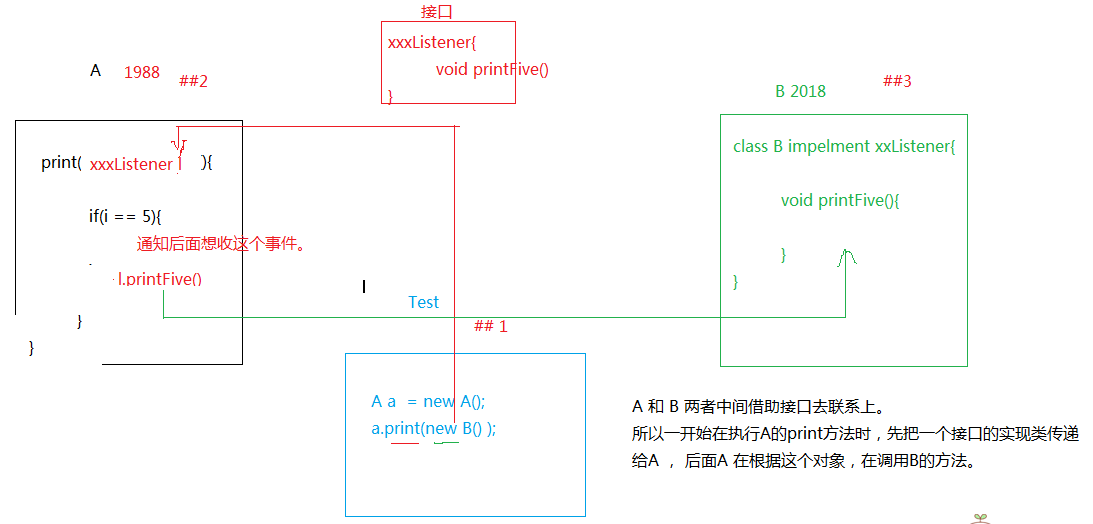 接口
xxxListener{
void printFive()
}
A 1988 ##2
print( xxxListener l ){
if(i == 5){
通知后面想收这个事件。
l.printFive()
}
}
B 2018 ##3
class B impelment xxListener{
void printFive(){
}
}
Test
## 1
A a = new A();
a.print(new B() );
A 和 B 两者中间借助接口去联系上。
所以一开始在执行A的print方法时，先把一个接口的实现类传递
给A ， 后面A 在根据这个对象，在调用B的方法。